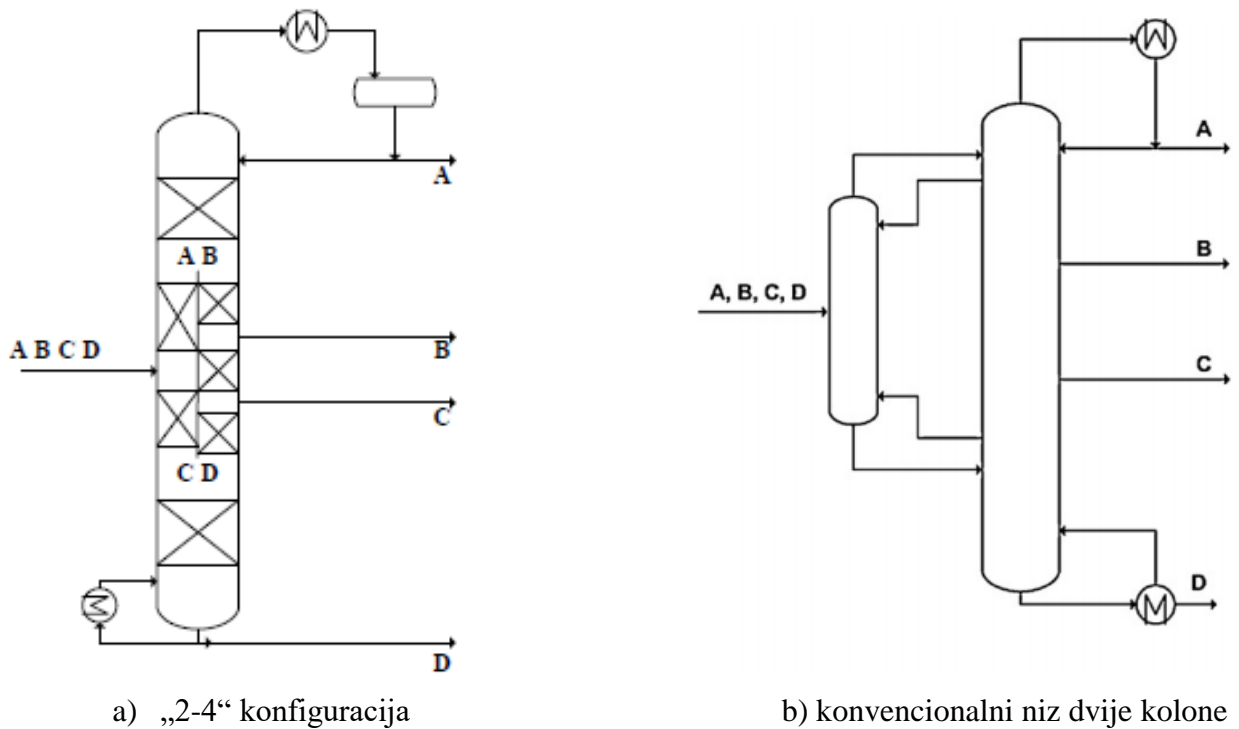 A
A B
A B C D
B
C
C D
D
a) „2-4“ konfiguracija
A
B
A, B, C, D
C
D
b) konvencionalni niz dvije kolone